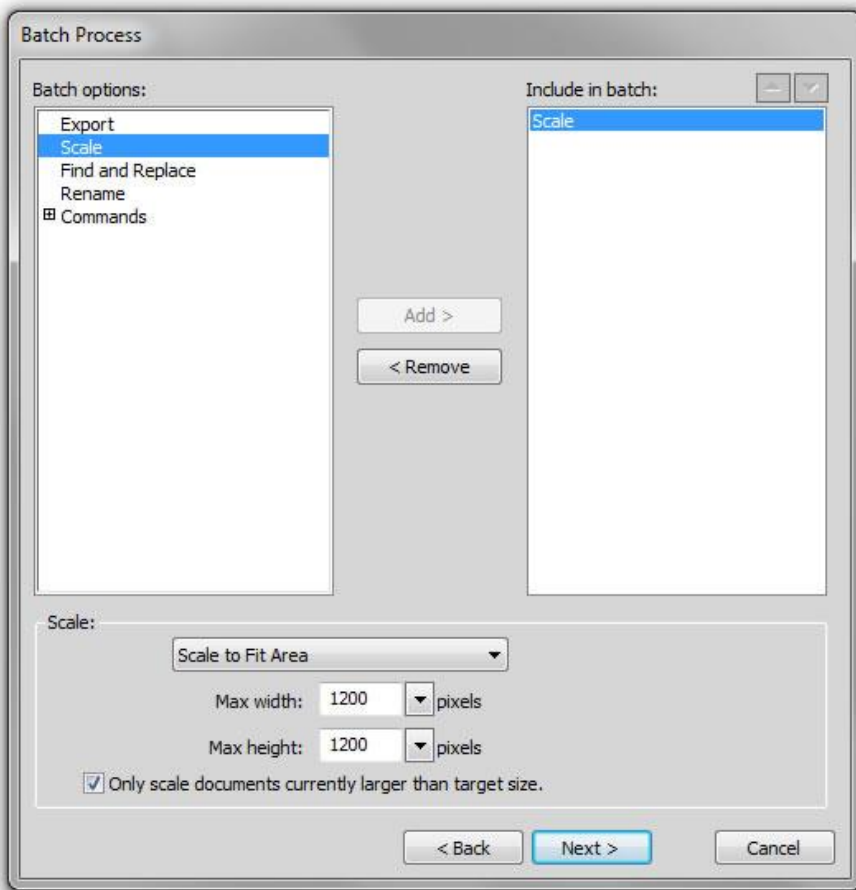 Batch Process
Batch options:
Export
Scale
Find and Replace
Rename
Commands
Add >
< Remove
Include in batch:
Scale
Scale:
Scale to Fit Area
Max width: 1200 pixels
Max height: 1200 pixels
Only scale documents currently larger than target size.
< Back
Next >
Cancel